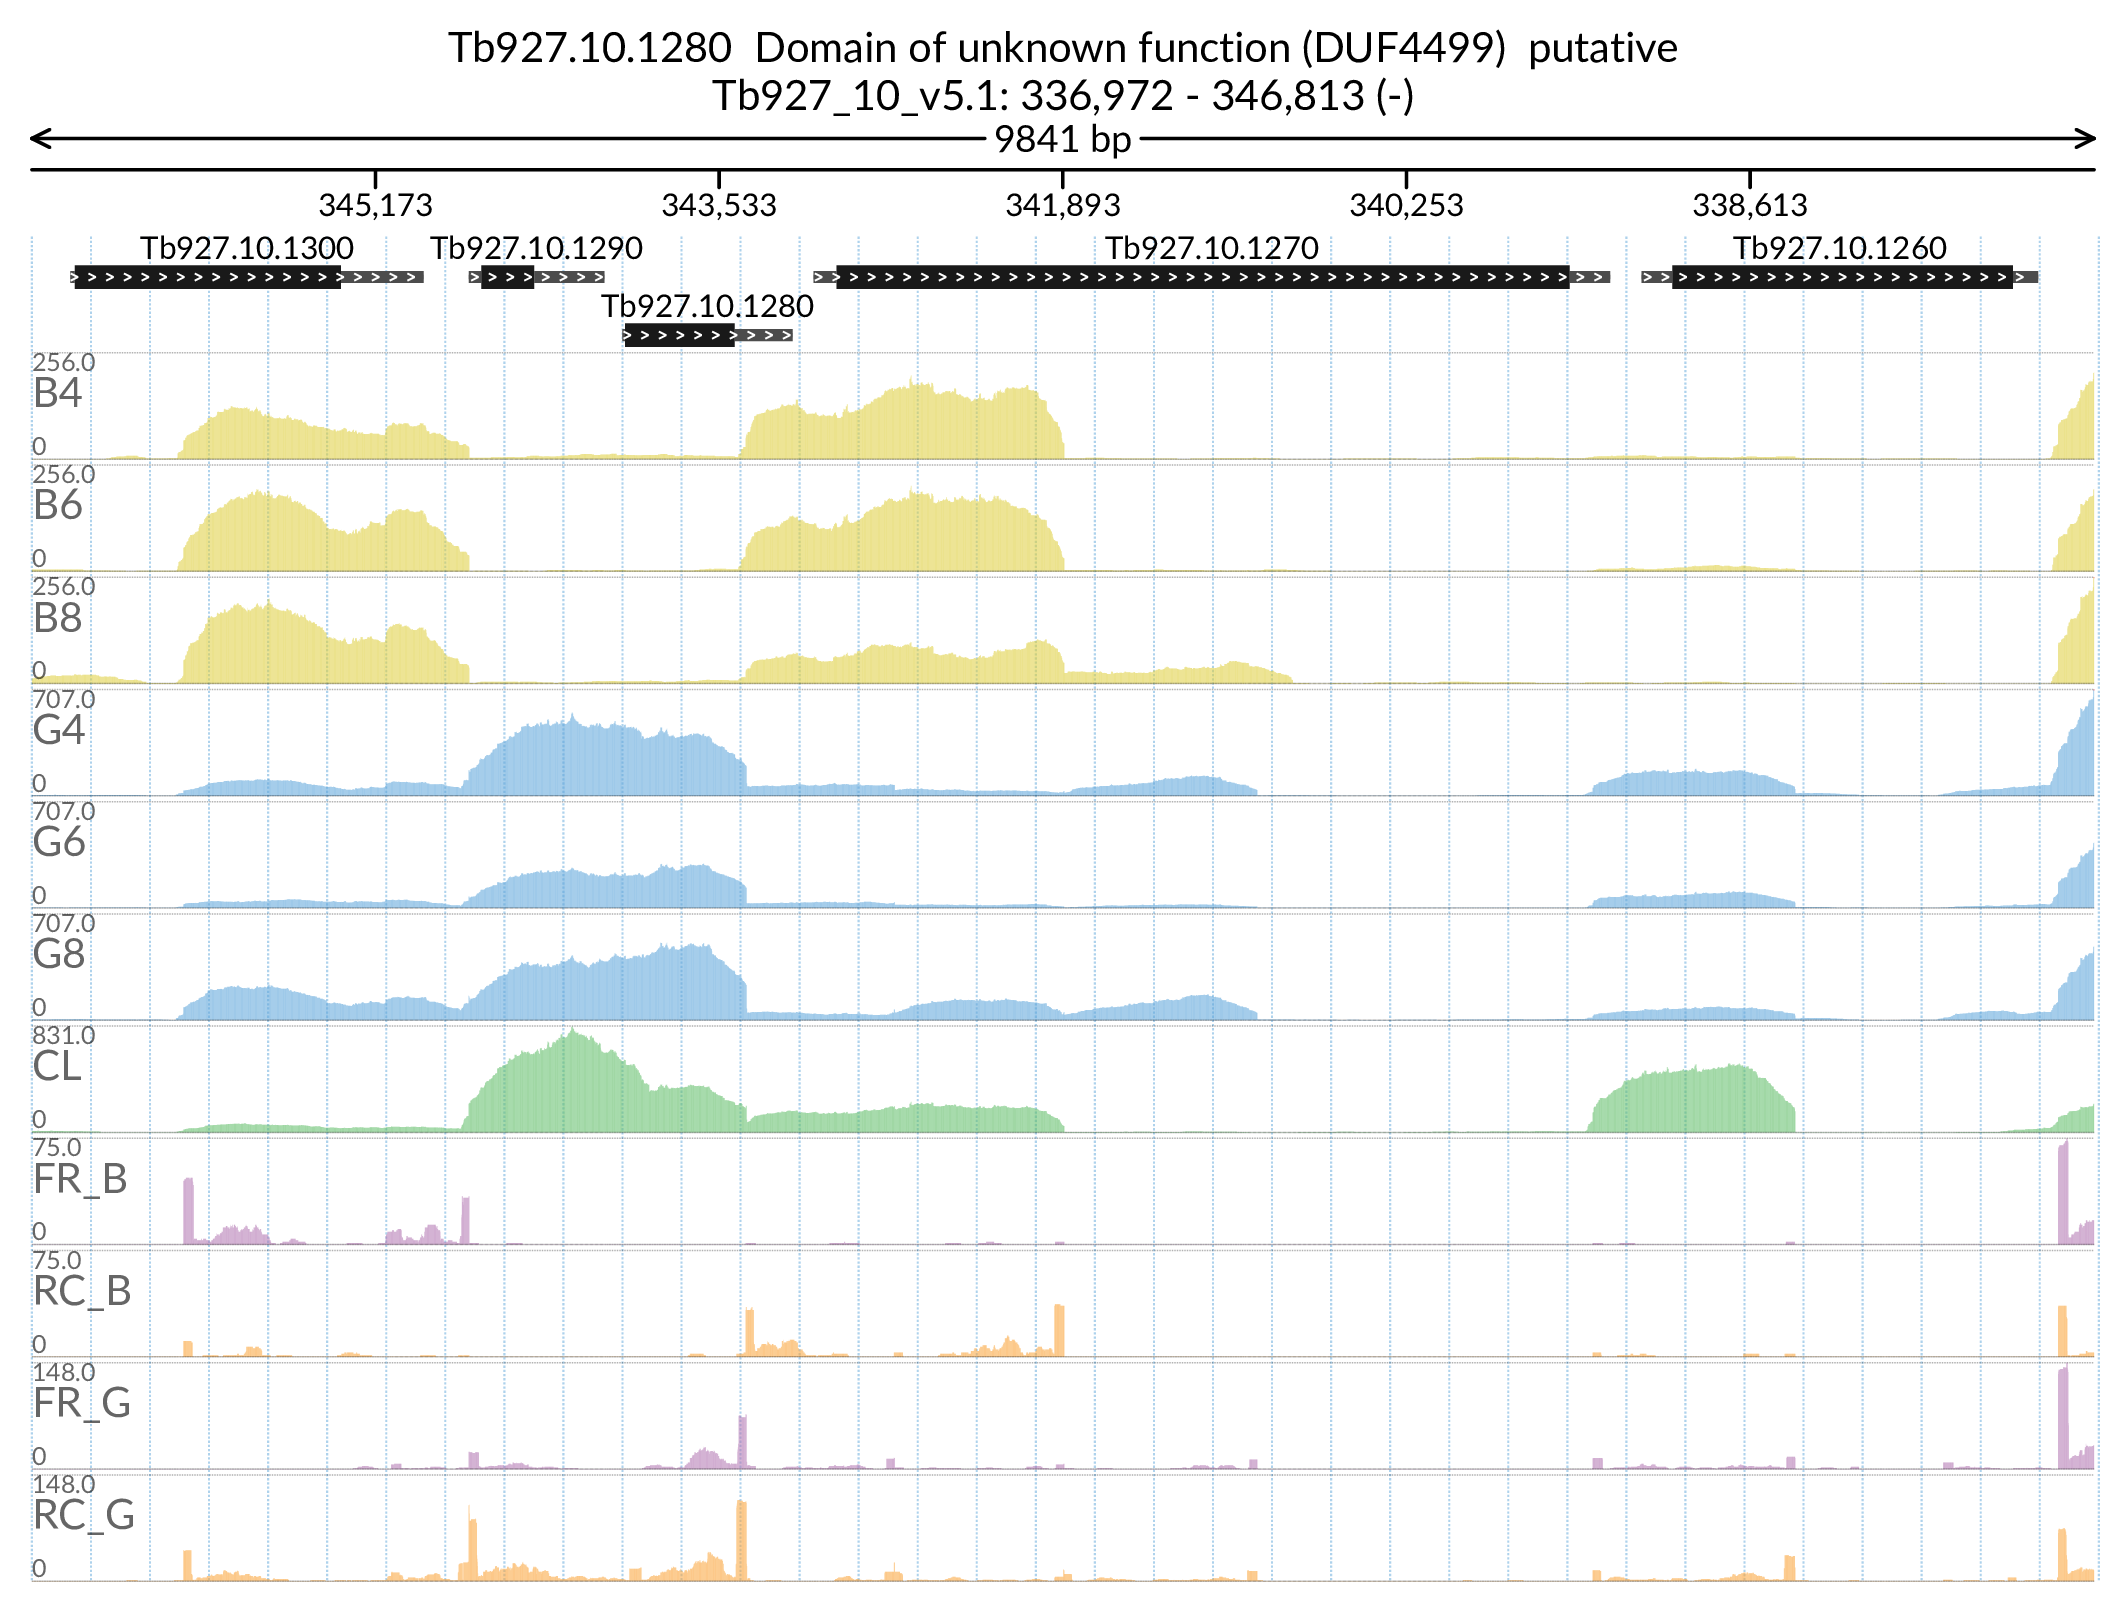 Tb927.10.1280  Domain of unknown function (DUF4499)  putative
Tb927_10_v5.1: 336,972 - 346,813 (-)
9841 bp
345,173 343,533 341,893 340,253 338,613
Tb927.10.1300 Tb927.10.1290 Tb927.10.1270 Tb927.10.1260
Tb927.10.1280
256.0
B4
0
256.0
B6
0
256.0
B8
0
707.0
G4
0
707.0
G6
0
707.0
G8
0
831.0
CL
0
75.0
FR_B
0
75.0
RC_B
0
148.0
FR_G
0
148.0
RC_G
0